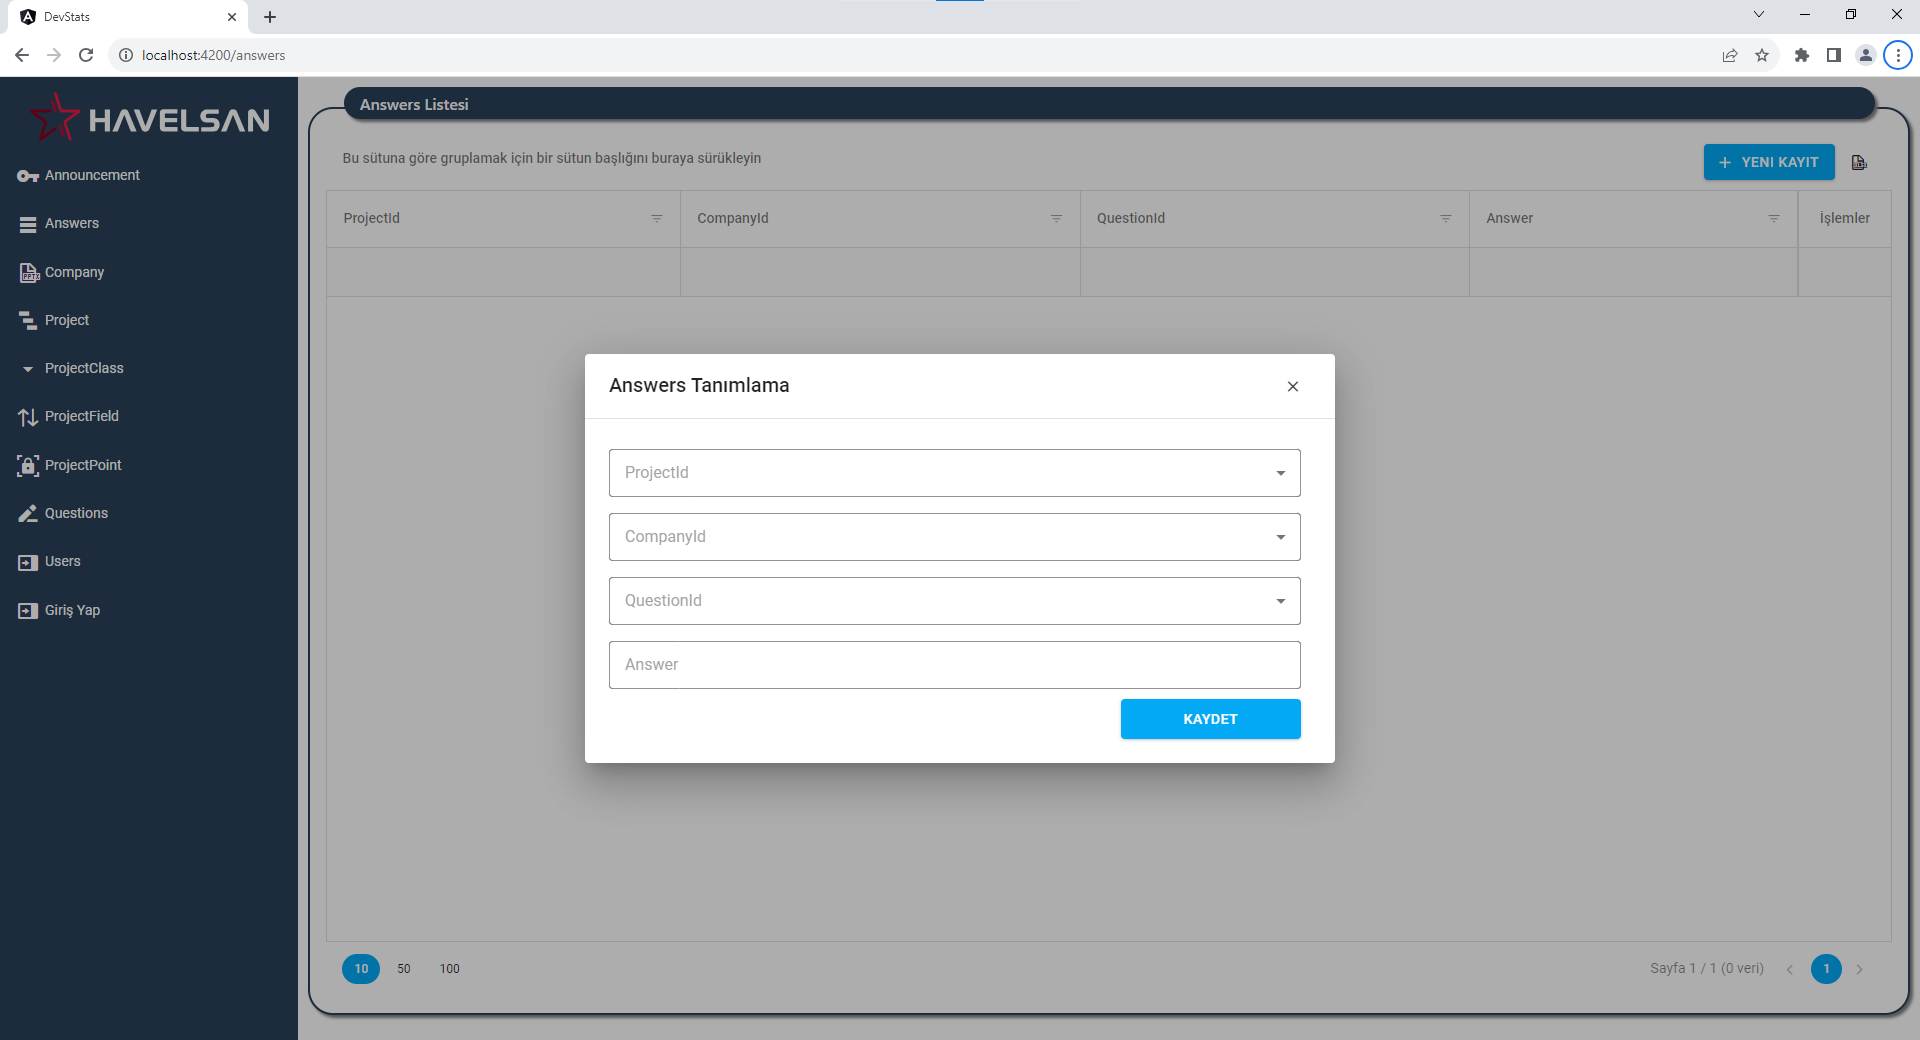 DevStats
localhost:4200/answers
HAVELSAN
Announcement
Answers
Company
Project
ProjectClass
ProjectField
ProjectPoint
Questions
Users
Giriş Yap
Answers Listesi
Bu sütuna göre gruplamak için bir sütun başlığını buraya sürükleyin
YENI KAYIT
ProjectId CompanyId QuestionId Answer İşlemler
Answers Tanımlama
ProjectId
CompanyId
QuestionId
Answer
KAYDET
10 50 100
Sayfa 1 / 1 (0 veri) 1